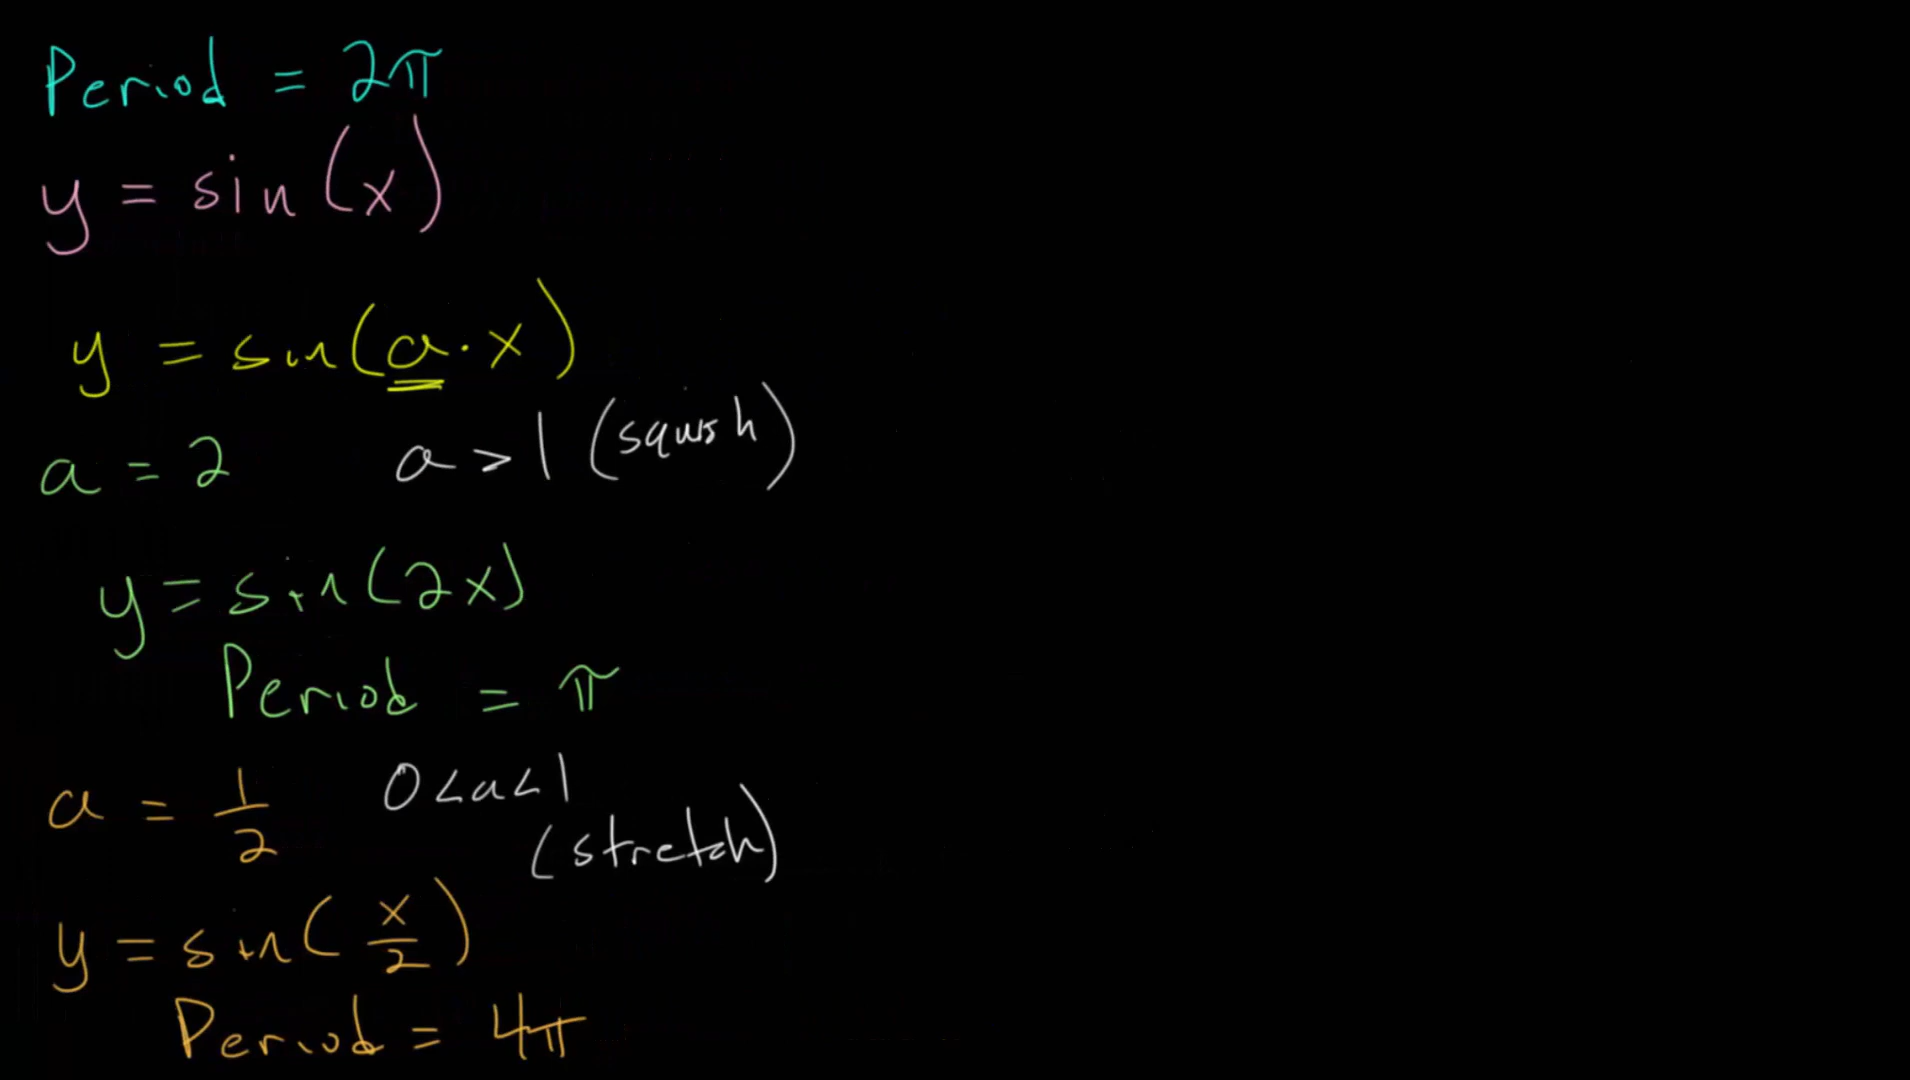 Period = 2π
y = sin(x)
y = sin(a·x)
a = 2 a > 1 (squish)
y = sin(2x)
Period = π
a = 1/2 0<a<1
(stretch)
y = sin(x/2)
Period = 4π